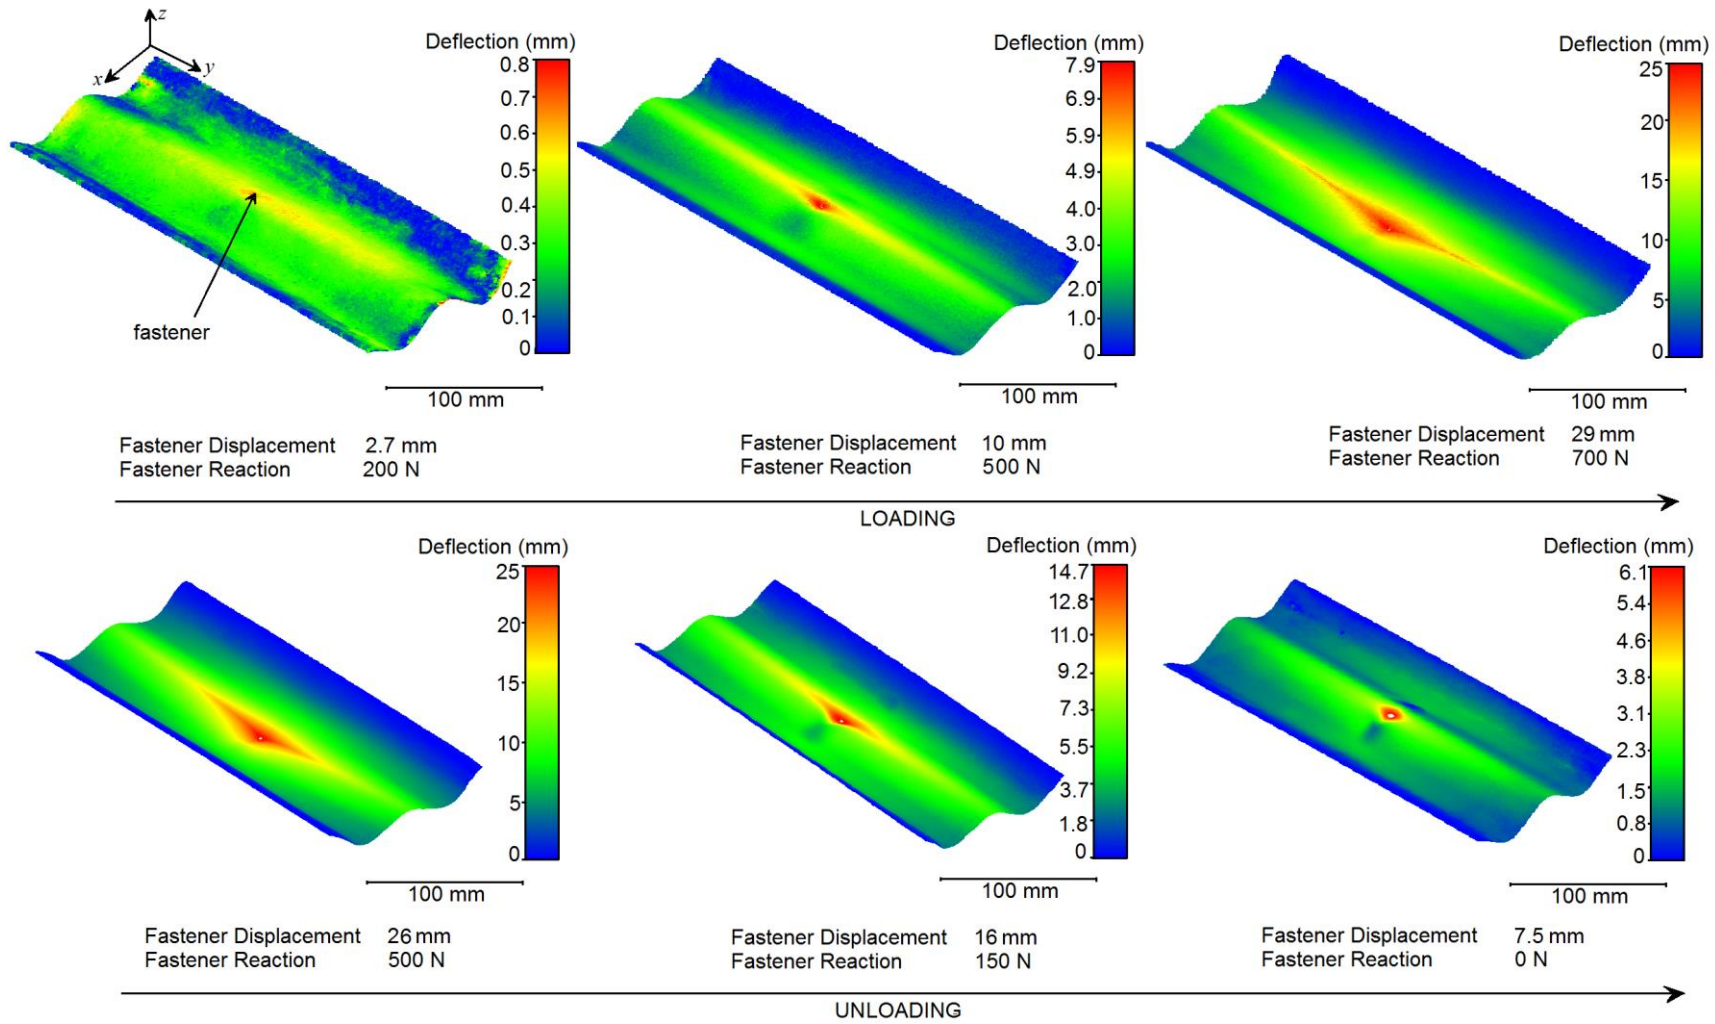 z
x
y
Deflection (mm)
0.8
0.7
0.6
0.5
0.4
0.3
0.2
0.1
0
fastener
100 mm
Fastener Displacement 2.7 mm
Fastener Reaction 200 N
Deflection (mm)
7.9
6.9
5.9
4.9
4.0
3.0
2.0
1.0
0
100 mm
Fastener Displacement 10 mm
Fastener Reaction 500 N
Deflection (mm)
25
20
15
10
5
0
100 mm
Fastener Displacement 29 mm
Fastener Reaction 700 N
LOADING
Deflection (mm)
25
20
15
10
5
0
100 mm
Fastener Displacement 26 mm
Fastener Reaction 500 N
Deflection (mm)
14.7
12.8
11.0
9.2
7.3
5.5
3.7
1.8
0
100 mm
Fastener Displacement 16 mm
Fastener Reaction 150 N
Deflection (mm)
6.1
5.4
4.6
3.8
3.1
2.3
1.5
0.8
0
100 mm
Fastener Displacement 7.5 mm
Fastener Reaction 0 N
UNLOADING